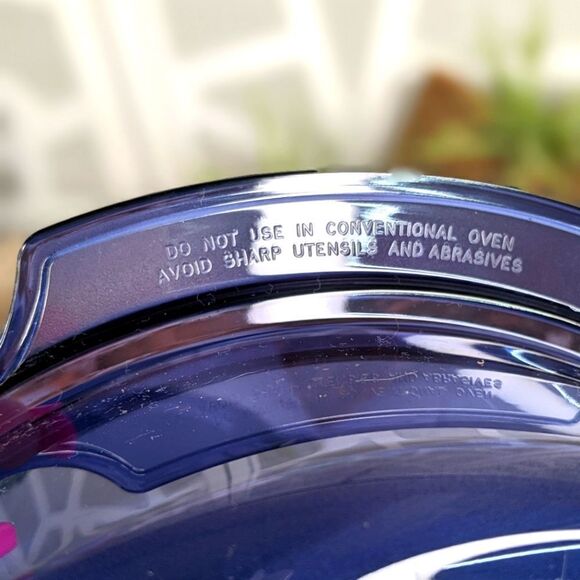 DO NOT USE IN CONVENTIONAL OVEN
AVOID SHARP UTENSILS AND ABRASIVES